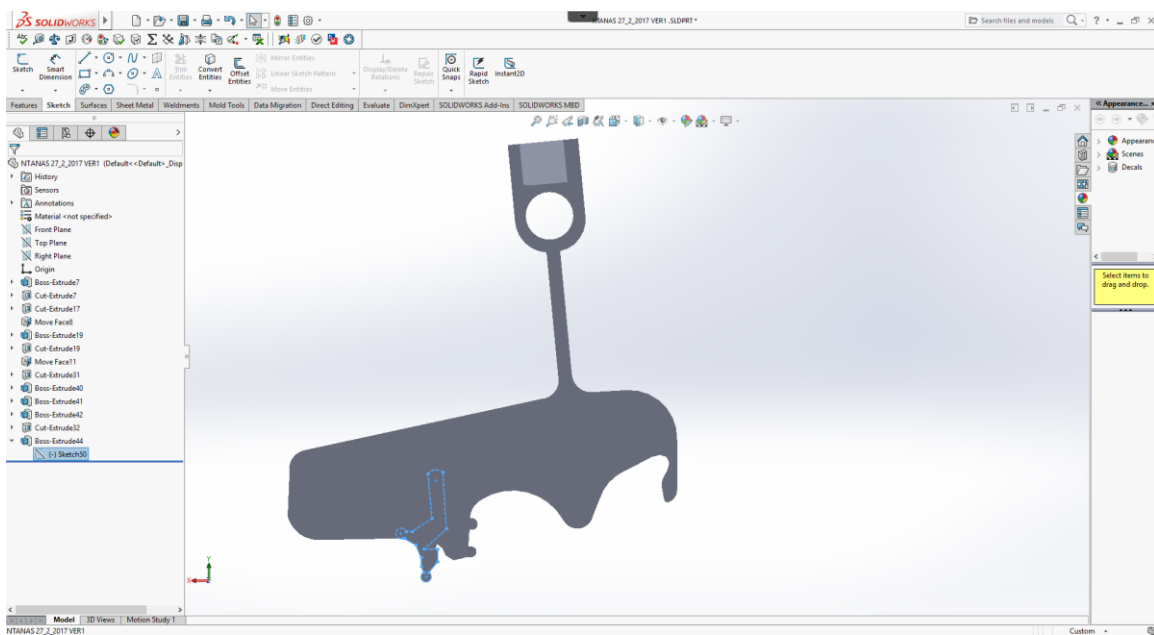 SOLIDWORKS
NTANAS 27_2_2017 VER1 .SLDPRT *
Search files and models
Sketch
Smart Dimension
Trim Entities
Convert Entities
Offset Entities
Mirror Entities
Linear Sketch Pattern
Move Entities
Display/Delete Relations
Repair Sketch
Quick Snaps
Rapid Sketch
Instant2D
Features Sketch Surfaces Sheet Metal Weldments Mold Tools Data Migration Direct Editing Evaluate DimXpert SOLIDWORKS Add-Ins SOLIDWORKS MBD
NTANAS 27_2_2017 VER1 (Default<<Default>_Disp
History
Sensors
Annotations
Material <not specified>
Front Plane
Top Plane
Right Plane
Origin
Boss-Extrude7
Cut-Extrude7
Cut-Extrude17
Move Face8
Boss-Extrude19
Cut-Extrude19
Move Face11
Cut-Extrude31
Boss-Extrude40
Boss-Extrude41
Boss-Extrude42
Cut-Extrude32
Boss-Extrude44
(-) Sketch50
Y
X
Appearance...
Appearanc
Scenes
Decals
Select items to
drag and drop.
Model 3D Views Motion Study 1
NTANAS 27_2_2017 VER1
Custom